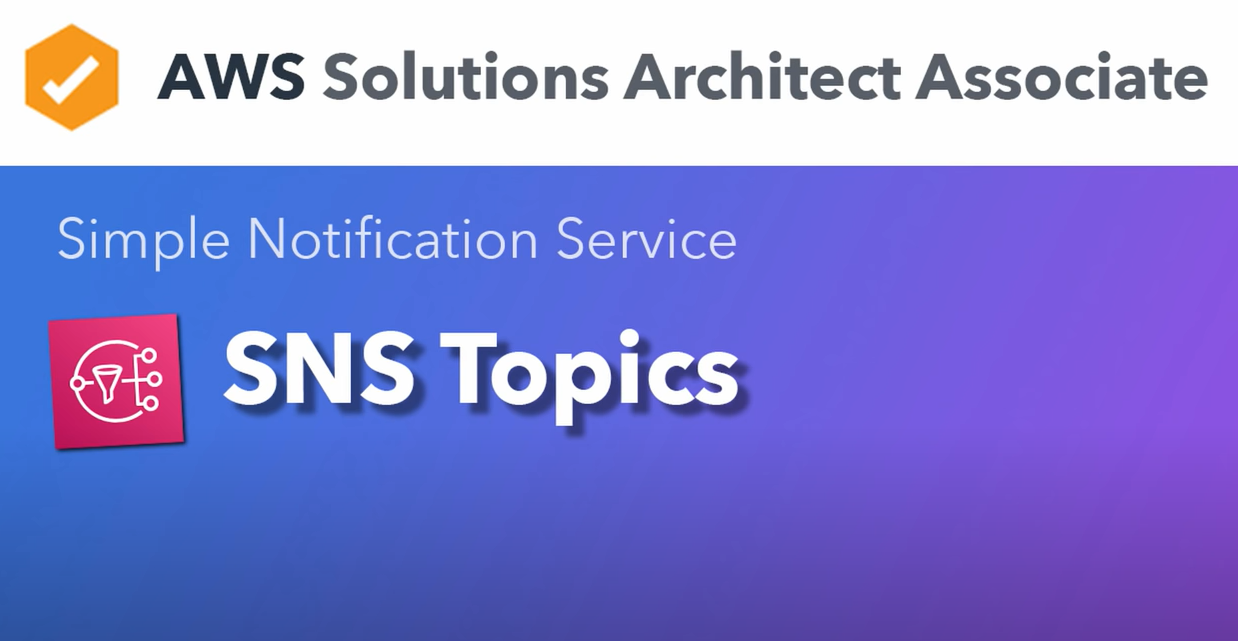 AWS Solutions Architect Associate
Simple Notification Service
SNS Topics